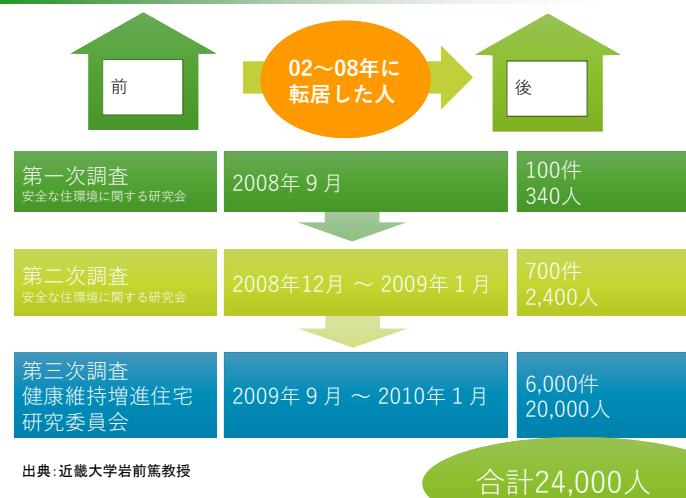 前
02～08年に
転居した人
後
第一次調査
安全な住環境に関する研究会
2008年９月
100件
340人
第二次調査
安全な住環境に関する研究会
2008年12月 ～ 2009年１月
700件
2,400人
第三次調査
健康維持増進住宅
研究委員会
2009年９月 ～ 2010年１月
6,000件
20,000人
出典：近畿大学岩前篤教授
合計24,000人